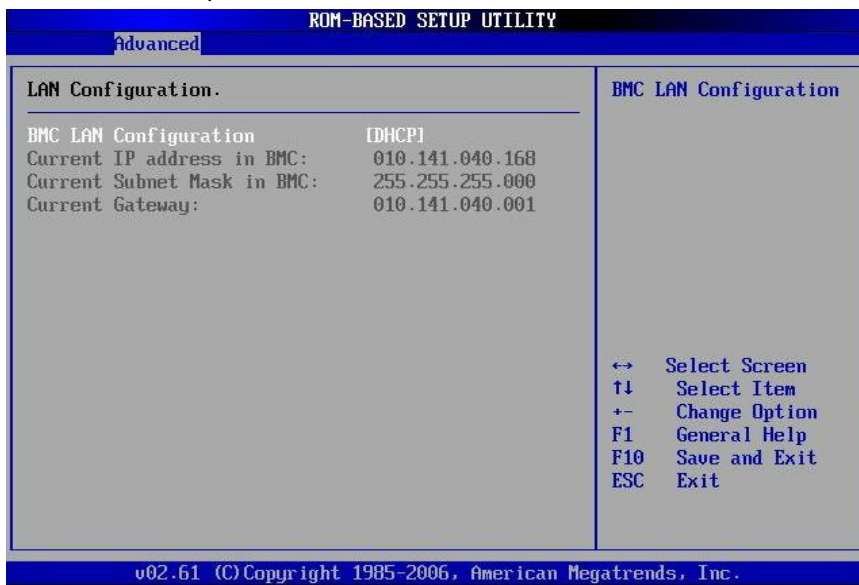 ROM-BASED SETUP UTILITY
Advanced
LAN Configuration.
BMC LAN Configuration [DHCP]
Current IP address in BMC: 010.141.040.168
Current Subnet Mask in BMC: 255.255.255.000
Current Gateway: 010.141.040.001
BMC LAN Configuration
↔ Select Screen
↑↓ Select Item
+- Change Option
F1 General Help
F10 Save and Exit
ESC Exit
v02.61 (C)Copyright 1985-2006, American Megatrends, Inc.